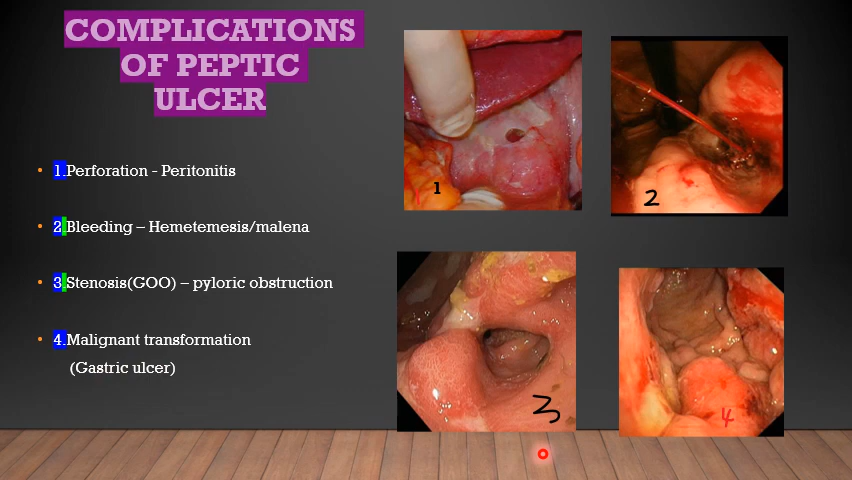 COMPLICATIONS
OF PEPTIC
ULCER
• 1.Perforation - Peritonitis
• 2 Bleeding – Hemetemesis/malena
• 3 Stenosis(GOO) – pyloric obstruction
• 4.Malignant transformation
(Gastric ulcer)
1
2
3
4